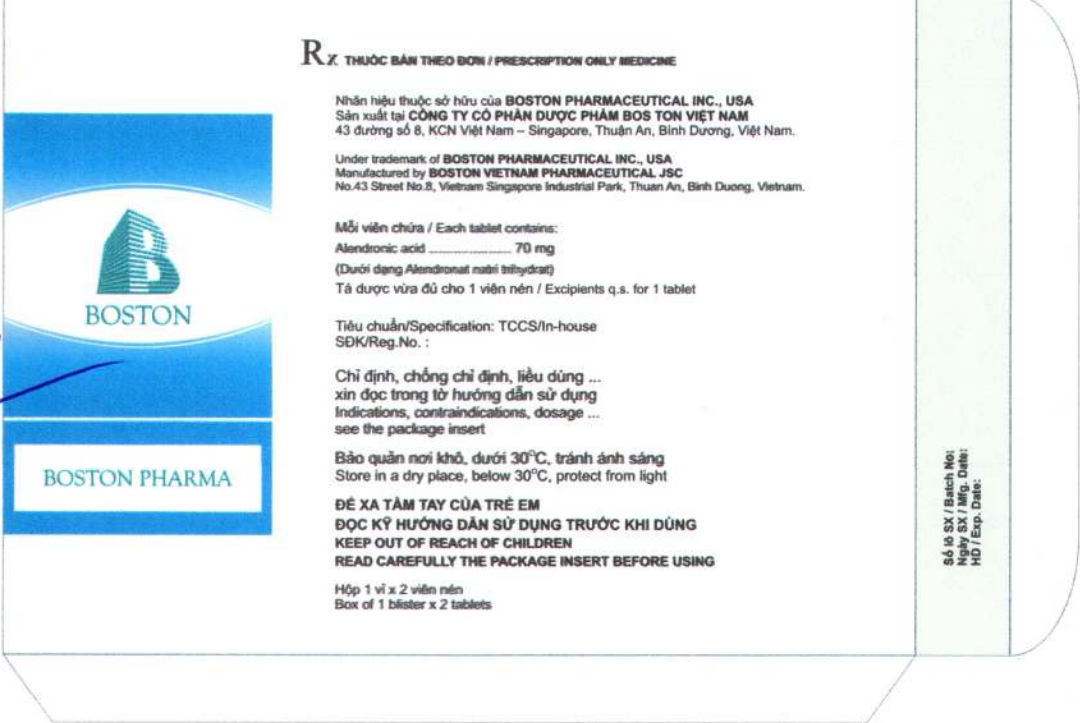 BOSTON
BOSTON PHARMA
Rx THUỐC BÁN THEO ĐƠN / PRESCRIPTION ONLY MEDICINE
Nhãn hiệu thuộc sở hữu của BOSTON PHARMACEUTICAL INC., USA
Sản xuất tại CÔNG TY CỔ PHẦN DƯỢC PHẨM BOS TON VIỆT NAM
43 đường số 8, KCN Việt Nam – Singapore, Thuận An, Bình Dương, Việt Nam.
Under trademark of BOSTON PHARMACEUTICAL INC., USA
Manufactured by BOSTON VIETNAM PHARMACEUTICAL JSC
No.43 Street No.8, Vietnam Singapore Industrial Park, Thuan An, Binh Duong, Vietnam.
Mỗi viên chứa / Each tablet contains:
Alendronic acid ........................ 70 mg
(Dưới dạng Alendronat natri trihydrat)
Tá dược vừa đủ cho 1 viên nén / Excipients q.s. for 1 tablet
Tiêu chuẩn/Specification: TCCS/In-house
SĐK/Reg.No. :
Chỉ định, chống chỉ định, liều dùng ...
xin đọc trong tờ hướng dẫn sử dụng
Indications, contraindications, dosage ...
see the package insert
Bảo quản nơi khô, dưới 30°C, tránh ánh sáng
Store in a dry place, below 30°C, protect from light
ĐỂ XA TẦM TAY CỦA TRẺ EM
ĐỌC KỸ HƯỚNG DẪN SỬ DỤNG TRƯỚC KHI DÙNG
KEEP OUT OF REACH OF CHILDREN
READ CAREFULLY THE PACKAGE INSERT BEFORE USING
Hộp 1 vỉ x 2 viên nén
Box of 1 blister x 2 tablets
Số lô SX / Batch No:
Ngày SX / Mfg. Date:
HD / Exp. Date: